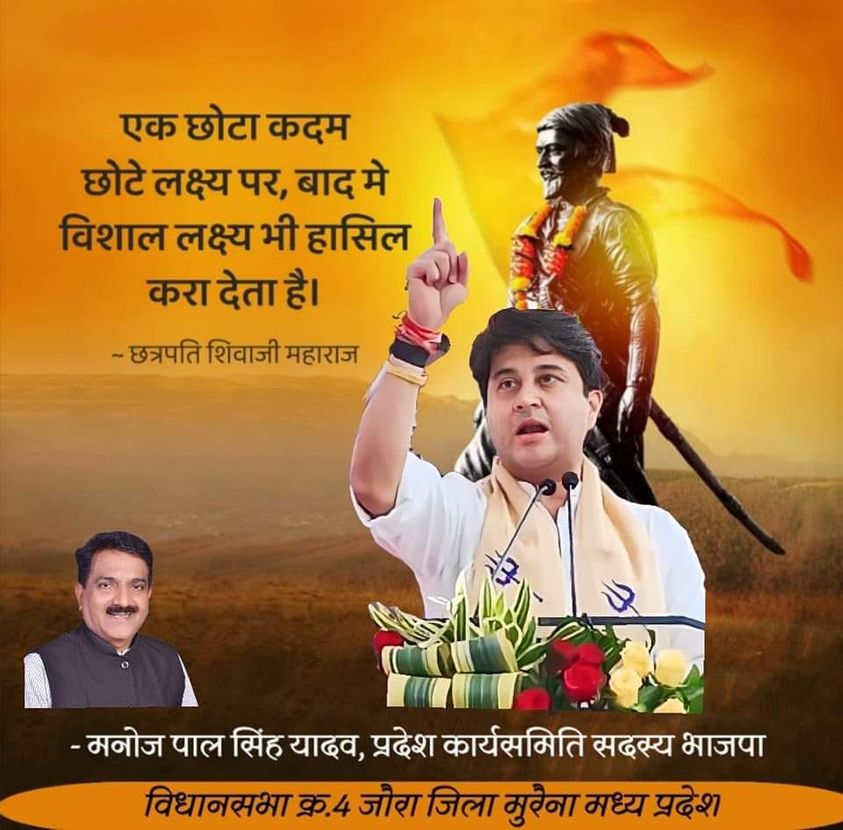 एक छोटा कदम
छोटे लक्ष्य पर, बाद मे
विशाल लक्ष्य भी हासिल
करा देता है।
~ छत्रपति शिवाजी महाराज
- मनोज पाल सिंह यादव, प्रदेश कार्यसमिति सदस्य भाजपा
विधानसभा क्र.4 जौरा जिला मुरैना मध्य प्रदेश